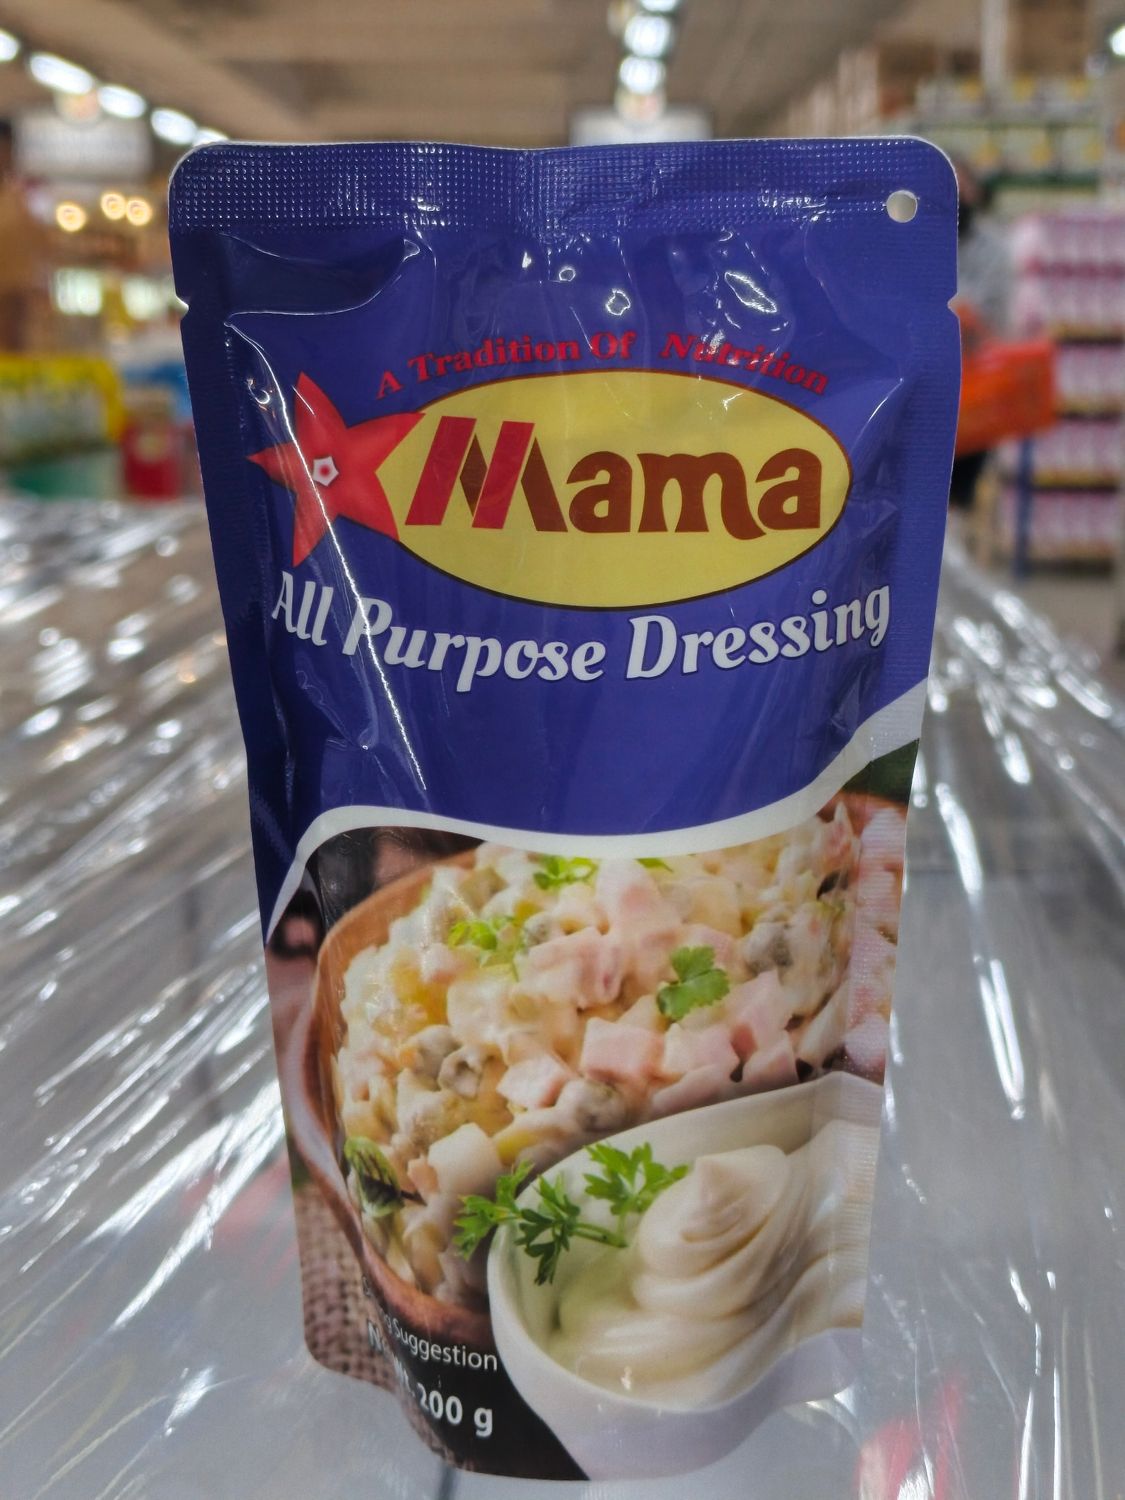 A Tradition Of Nutrition
Mama
All Purpose Dressing
Suggestion
200 g